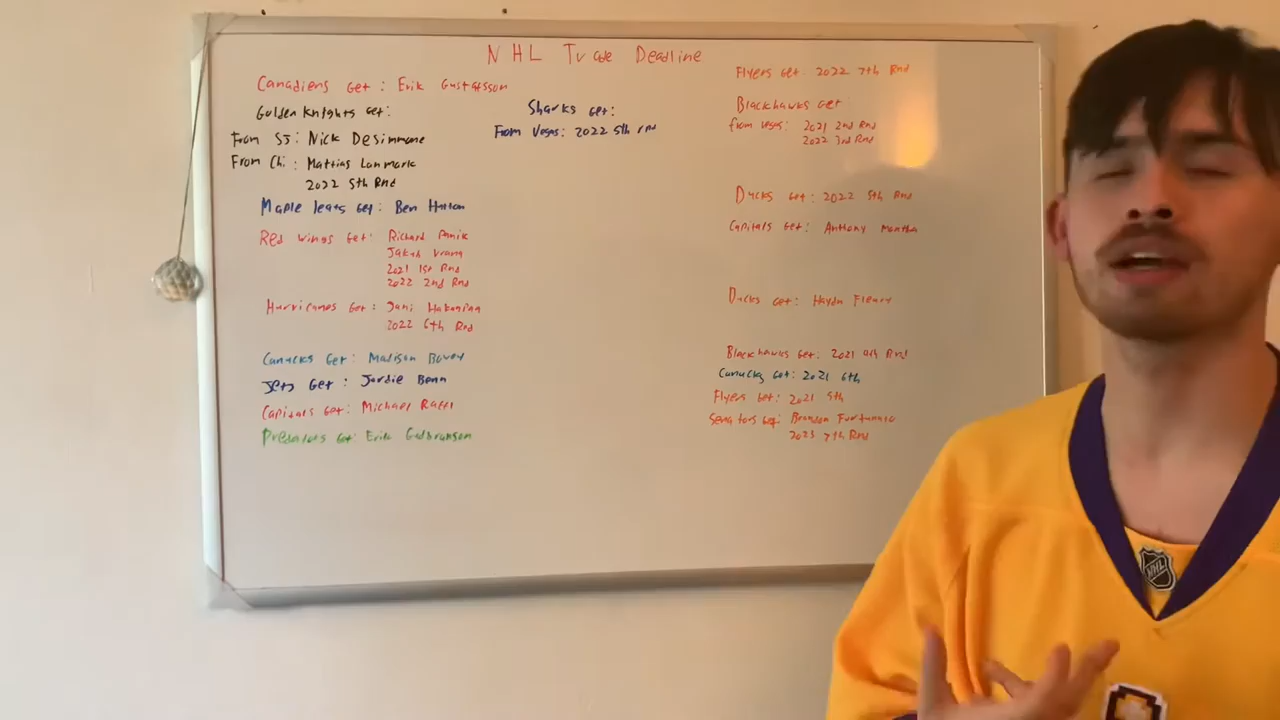 NHL Trade Deadline
Canadiens Get: Erik Gustafsson
Flyers Get: 2022 7th Rnd
Golden Knights Get:
Sharks Get:
Blackhawks Get:
From SJ: Nick Desimmone
From Vegas: 2022 5th rnd
from vegas: 2021 2nd Rnd
2022 3rd Rnd
From Chi: Mattias Lanmark
2022 5th Rnd
Maple leafs Get: Ben Hutton
Ducks Get: 2022 5th Rnd
Red Wings Get: Richard Panik
Jakub Vrana
2021 1st Rnd
2022 2nd Rnd
Capitals Get: Anthony Mantha
Hurricanes Get: Jani Hakanpan
2022 6th Rnd
Ducks Get: Haydn Fleury
Canucks Get: Madison Bowey
Blackhawks Get: 2021 4th Rnd
Jets Get: Jordie Benn
Canucks Get: 2021 6th
Capitals Get: Michael Raffl
Flyers Get: 2021 5th
Predators Get: Erik Gudbranson
Senators Get: Brandon
2023 7th Rnd
NHL